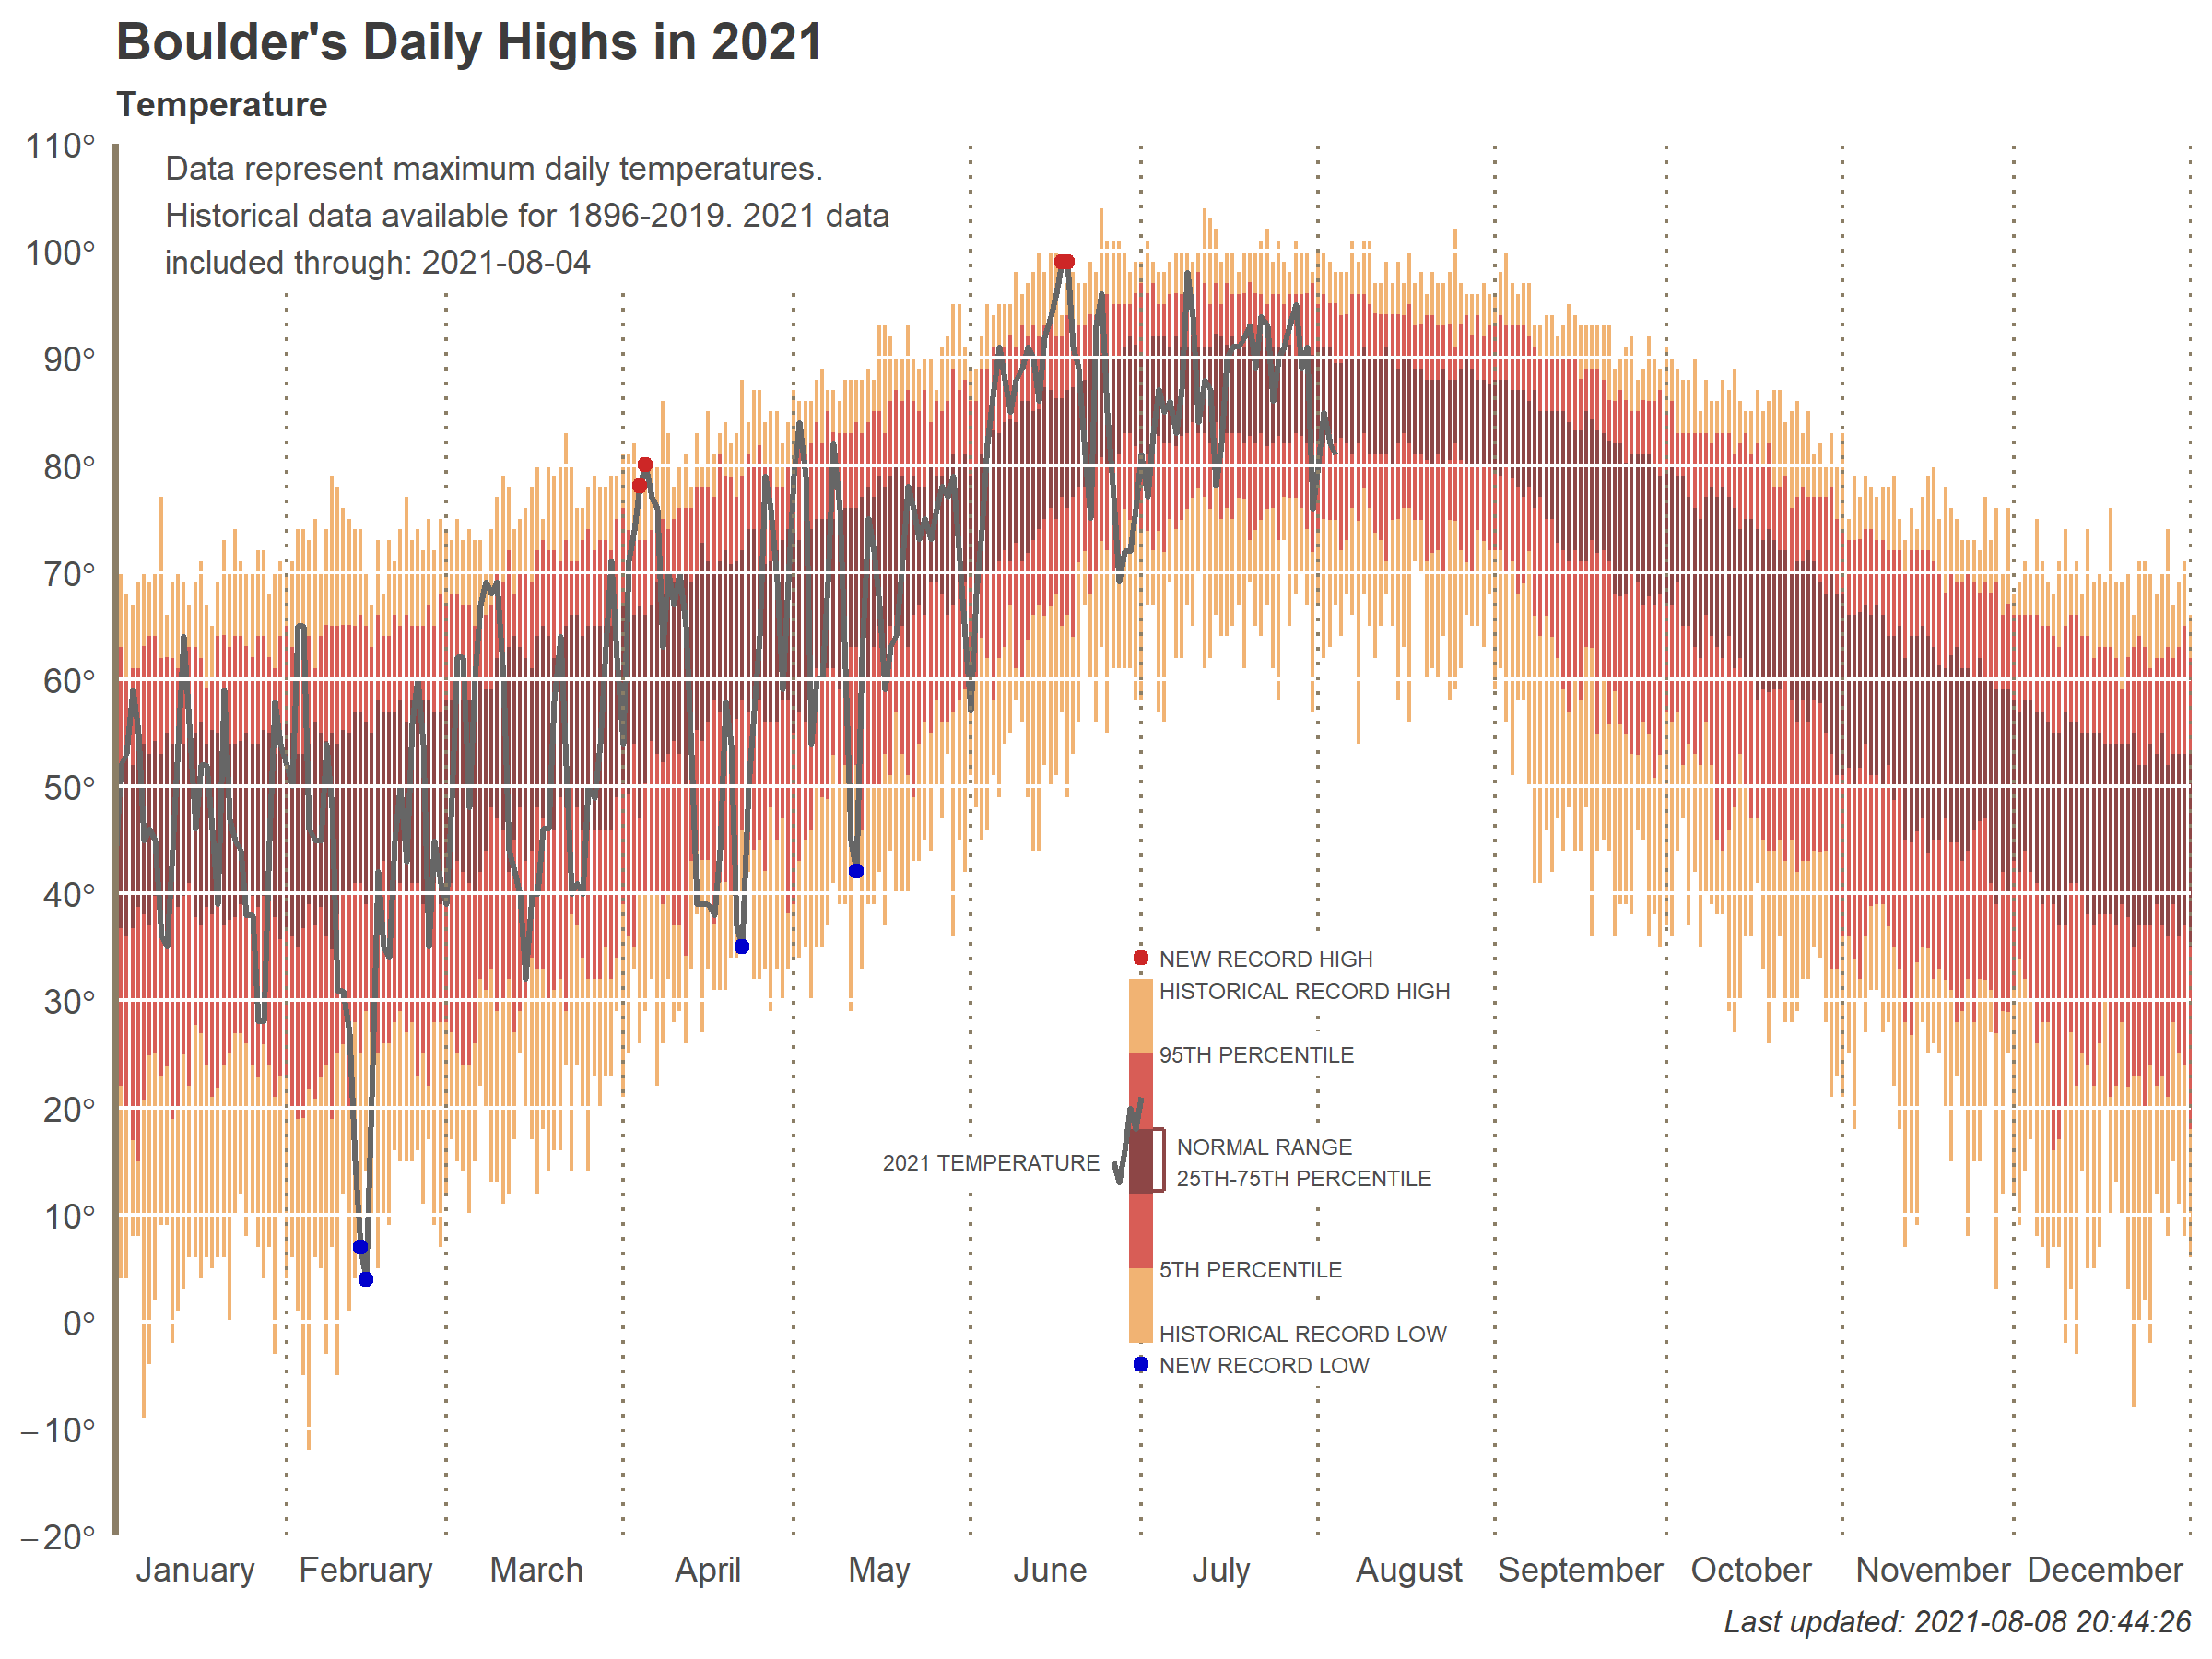 Boulder's Daily Highs in 2021
Temperature
110°
Data represent maximum daily temperatures.
Historical data available for 1896-2019. 2021 data
included through: 2021-08-04
100°
90°
80°
70°
60°
50°
40°
30°
20°
10°
0°
−10°
−20°
NEW RECORD HIGH
HISTORICAL RECORD HIGH
95TH PERCENTILE
2021 TEMPERATURE
NORMAL RANGE
25TH-75TH PERCENTILE
5TH PERCENTILE
HISTORICAL RECORD LOW
NEW RECORD LOW
January February March April May June July August September October November December
Last updated: 2021-08-08 20:44:26